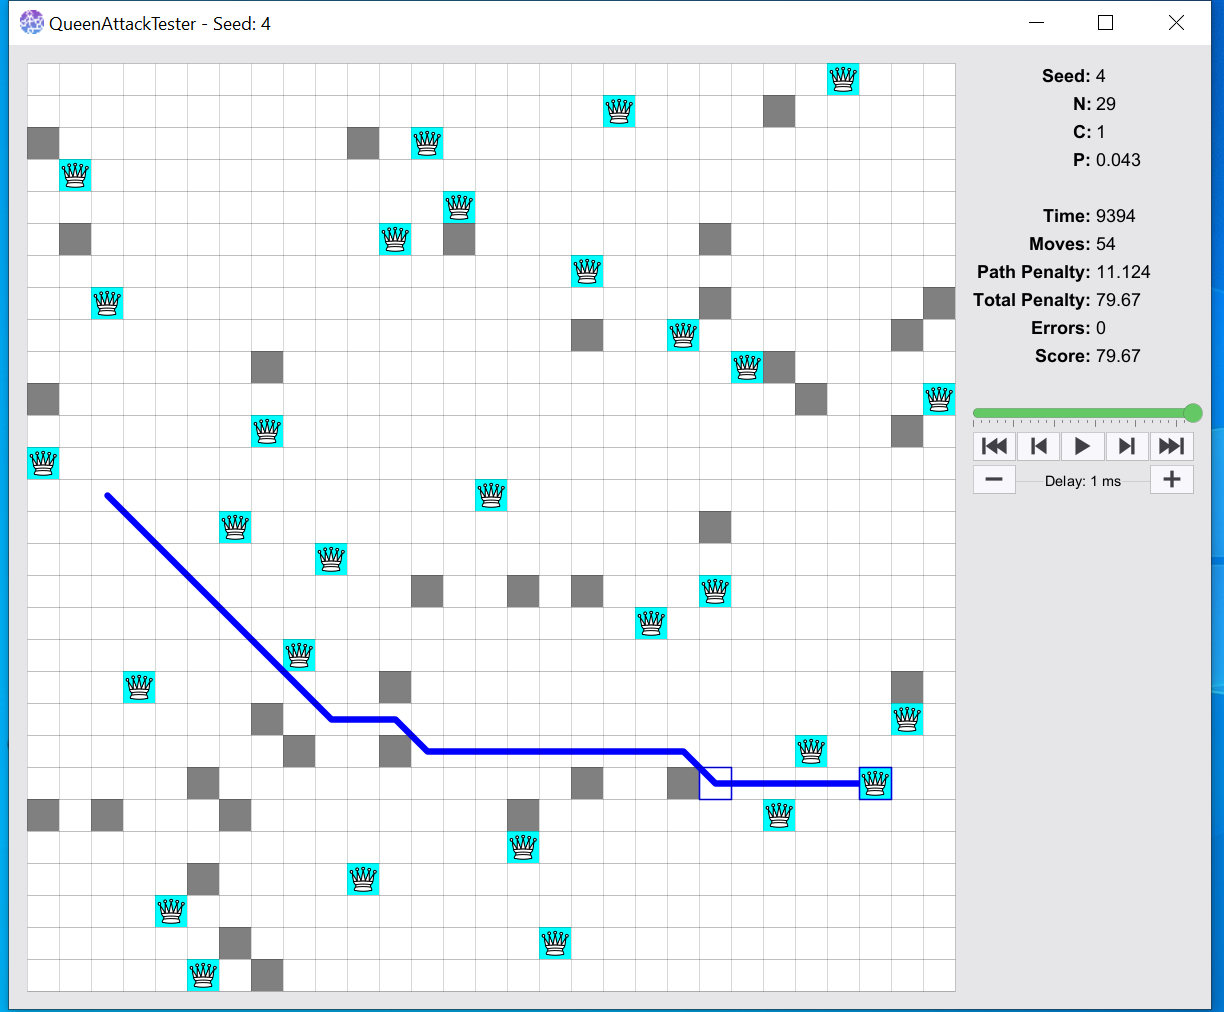 QueenAttackTester - Seed: 4
Seed: 4
N: 29
C: 1
P: 0.043
Time: 9394
Moves: 54
Path Penalty: 11.124
Total Penalty: 79.67
Errors: 0
Score: 79.67
Delay: 1 ms